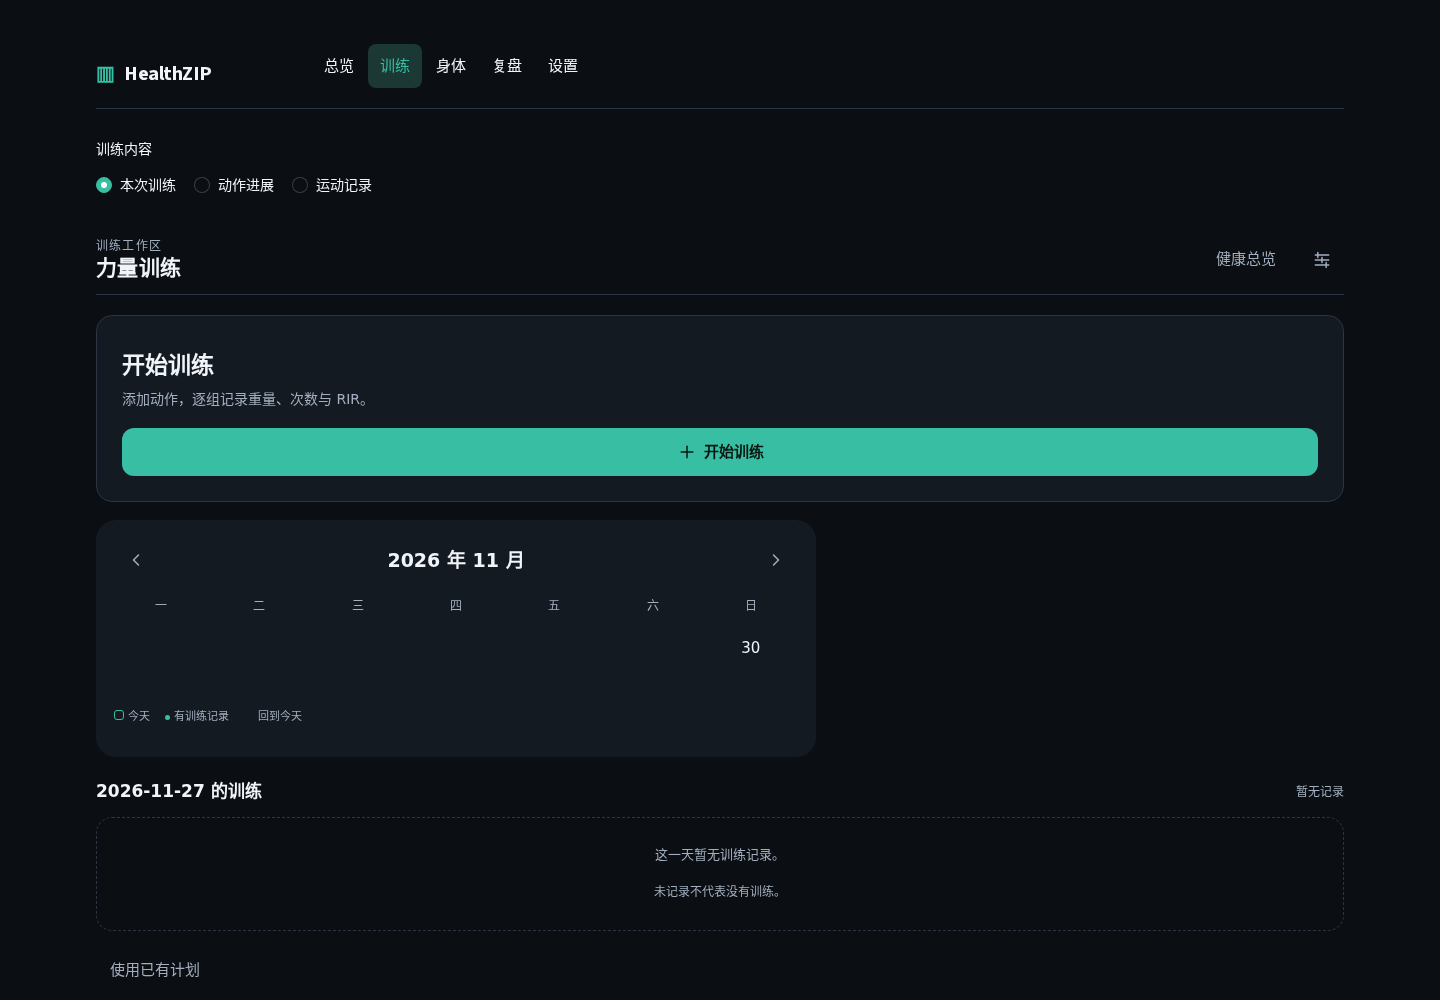 HealthZIP
总览 训练 身体 复盘 设置
训练内容
本次训练 动作进展 运动记录
训练工作区
力量训练
健康总览
开始训练
添加动作，逐组记录重量、次数与 RIR。
开始训练
2026 年 11 月
一 二 三 四 五 六 日
30
今天 有训练记录 回到今天
2026-11-27 的训练
暂无记录
这一天暂无训练记录。
未记录不代表没有训练。
使用已有计划